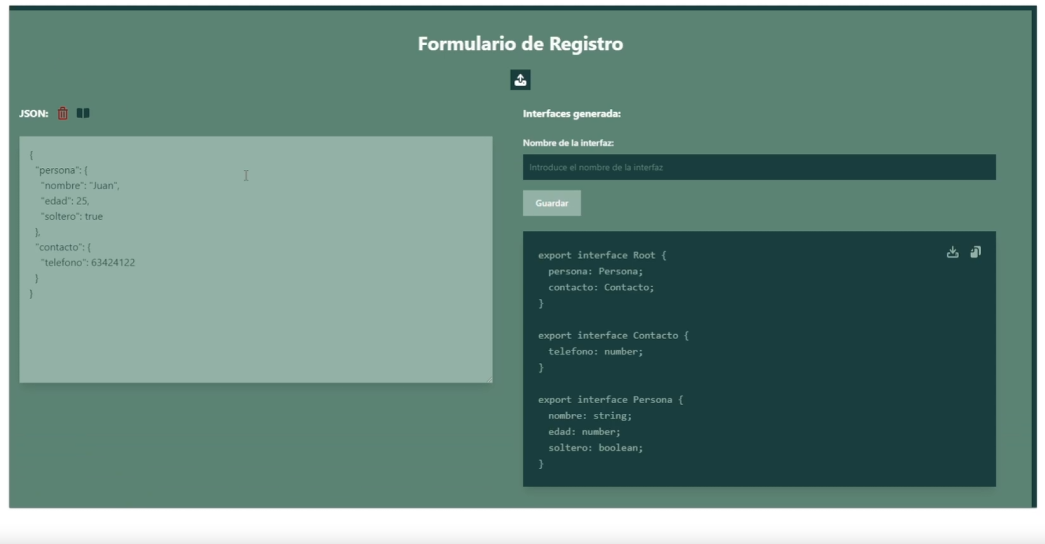 Formulario de Registro
JSON:
{
"persona": {
"nombre": "Juan",
"edad": 25,
"soltero": true
},
"contacto": {
"telefono": 63424122
}
}
Interfaces generada:
Nombre de la interfaz:
Introduce el nombre de la interfaz
Guardar
export interface Root {
persona: Persona;
contacto: Contacto;
}
export interface Contacto {
telefono: number;
}
export interface Persona {
nombre: string;
edad: number;
soltero: boolean;
}